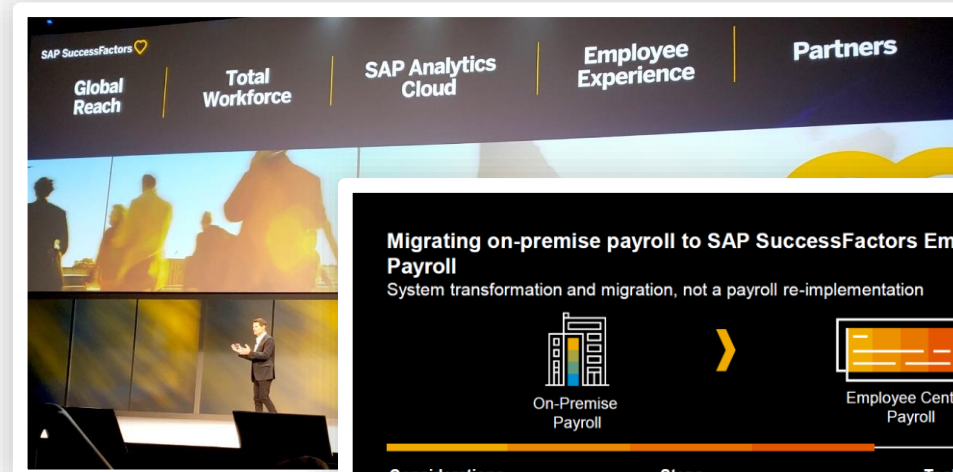 SAP SuccessFactors
Global
Reach
Total
Workforce
SAP Analytics
Cloud
Employee
Experience
Partners
Migrating on-premise payroll to SAP SuccessFactors Em
Payroll
System transformation and migration, not a payroll re-implementation
On-Premise
Payroll
Employee Cent
Payroll